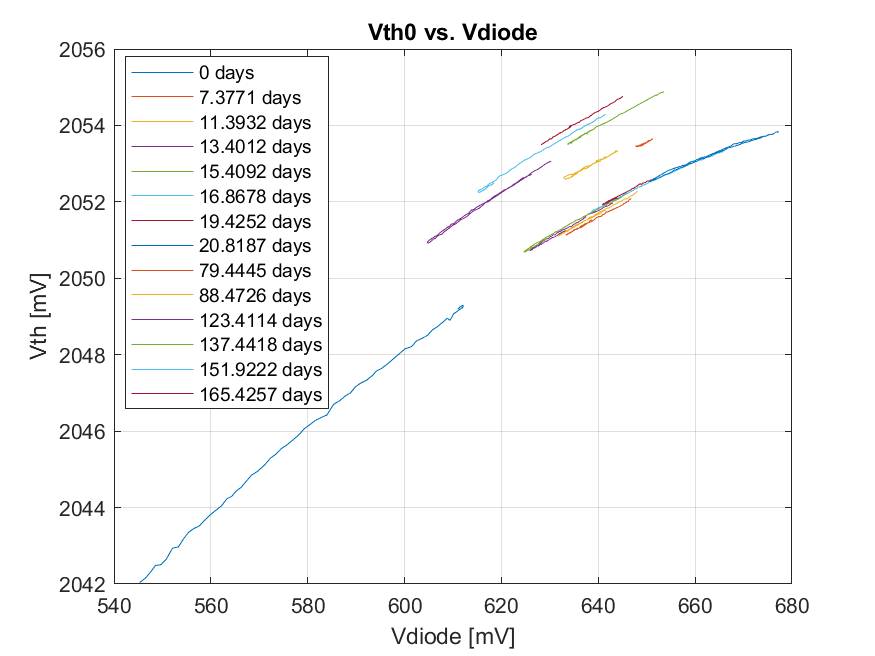 Vth0 vs. Vdiode
2056
2054
2052
2050
2048
2046
2044
2042
Vth [mV]
0 days
7.3771 days
11.3932 days
13.4012 days
15.4092 days
16.8678 days
19.4252 days
20.8187 days
79.4445 days
88.4726 days
123.4114 days
137.4418 days
151.9222 days
165.4257 days
540 560 580 600 620 640 660 680
Vdiode [mV]